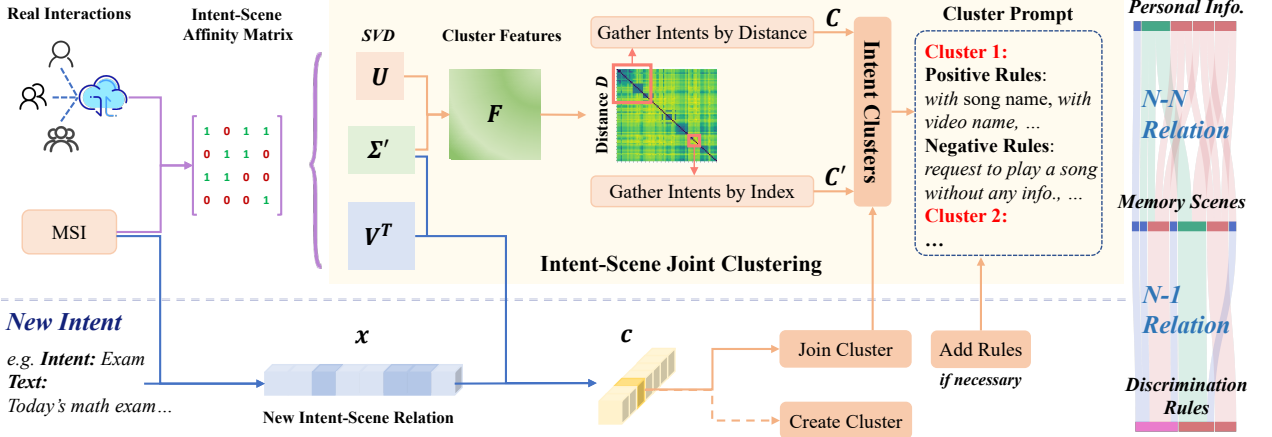 Real Interactions
MSI
Intent-Scene
Affinity Matrix
1 0 1 1
0 1 1 0
1 1 0 0
0 0 0 1
SVD
U
Σ′
V^T
Cluster Features
F
Distance D
Gather Intents by Distance
Gather Intents by Index
C
C′
Intent Clusters
Intent-Scene Joint Clustering
Cluster Prompt
Cluster 1:
Positive Rules:
with song name, with
video name, …
Negative Rules:
request to play a song
without any info., …
Cluster 2:
…
Personal Info.
N-N
Relation
Memory Scenes
N-1
Relation
Discrimination
Rules
New Intent
e.g. Intent: Exam
Text:
Today's math exam…
x
New Intent-Scene Relation
c
Join Cluster
Create Cluster
Add Rules
if necessary